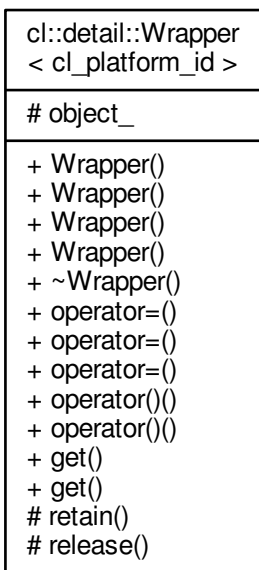 cl::detail::Wrapper
< cl_platform_id >
# object_
+ Wrapper()
+ Wrapper()
+ Wrapper()
+ Wrapper()
+ ~Wrapper()
+ operator=()
+ operator=()
+ operator=()
+ operator()()
+ operator()()
+ get()
+ get()
# retain()
# release()